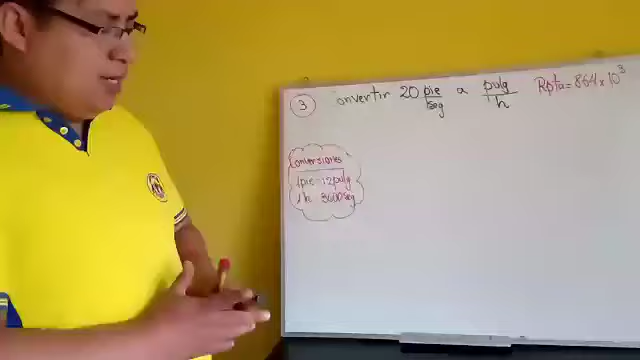 3 onvertir 20 pie/seg a pulg/h Rpta = 864 x 10³
Conversiones
1pie 12pulg
1h 3600seg